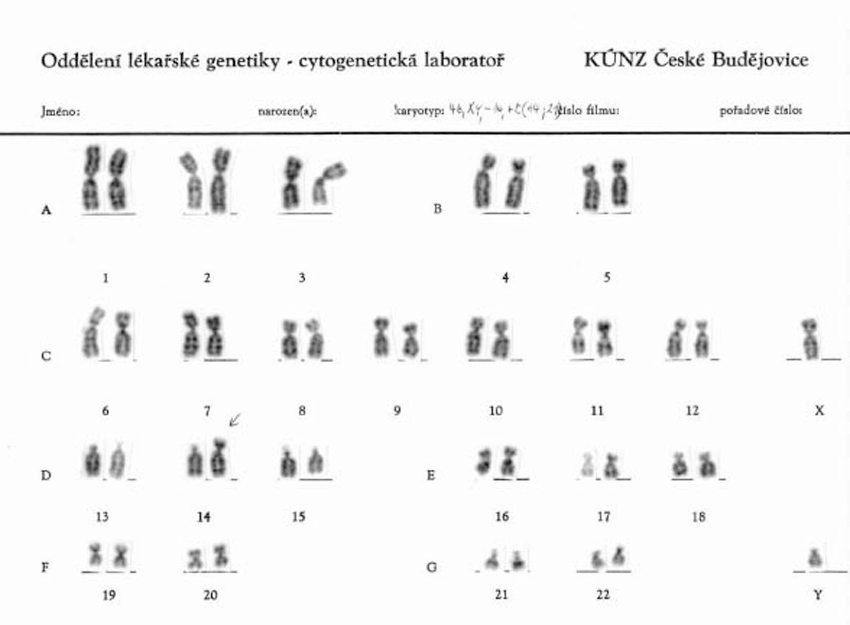 Oddělení lékařské genetiky - cytogenetická laboratoř KÚNZ České Budějovice
Jméno: narozen(a): karyotyp: 46,XY,-14,+t(14;21) číslo filmu: pořadové číslo:
A B
1 2 3 4 5
C
6 7 8 9 10 11 12 X
D E
13 14 15 16 17 18
F G
19 20 21 22 Y